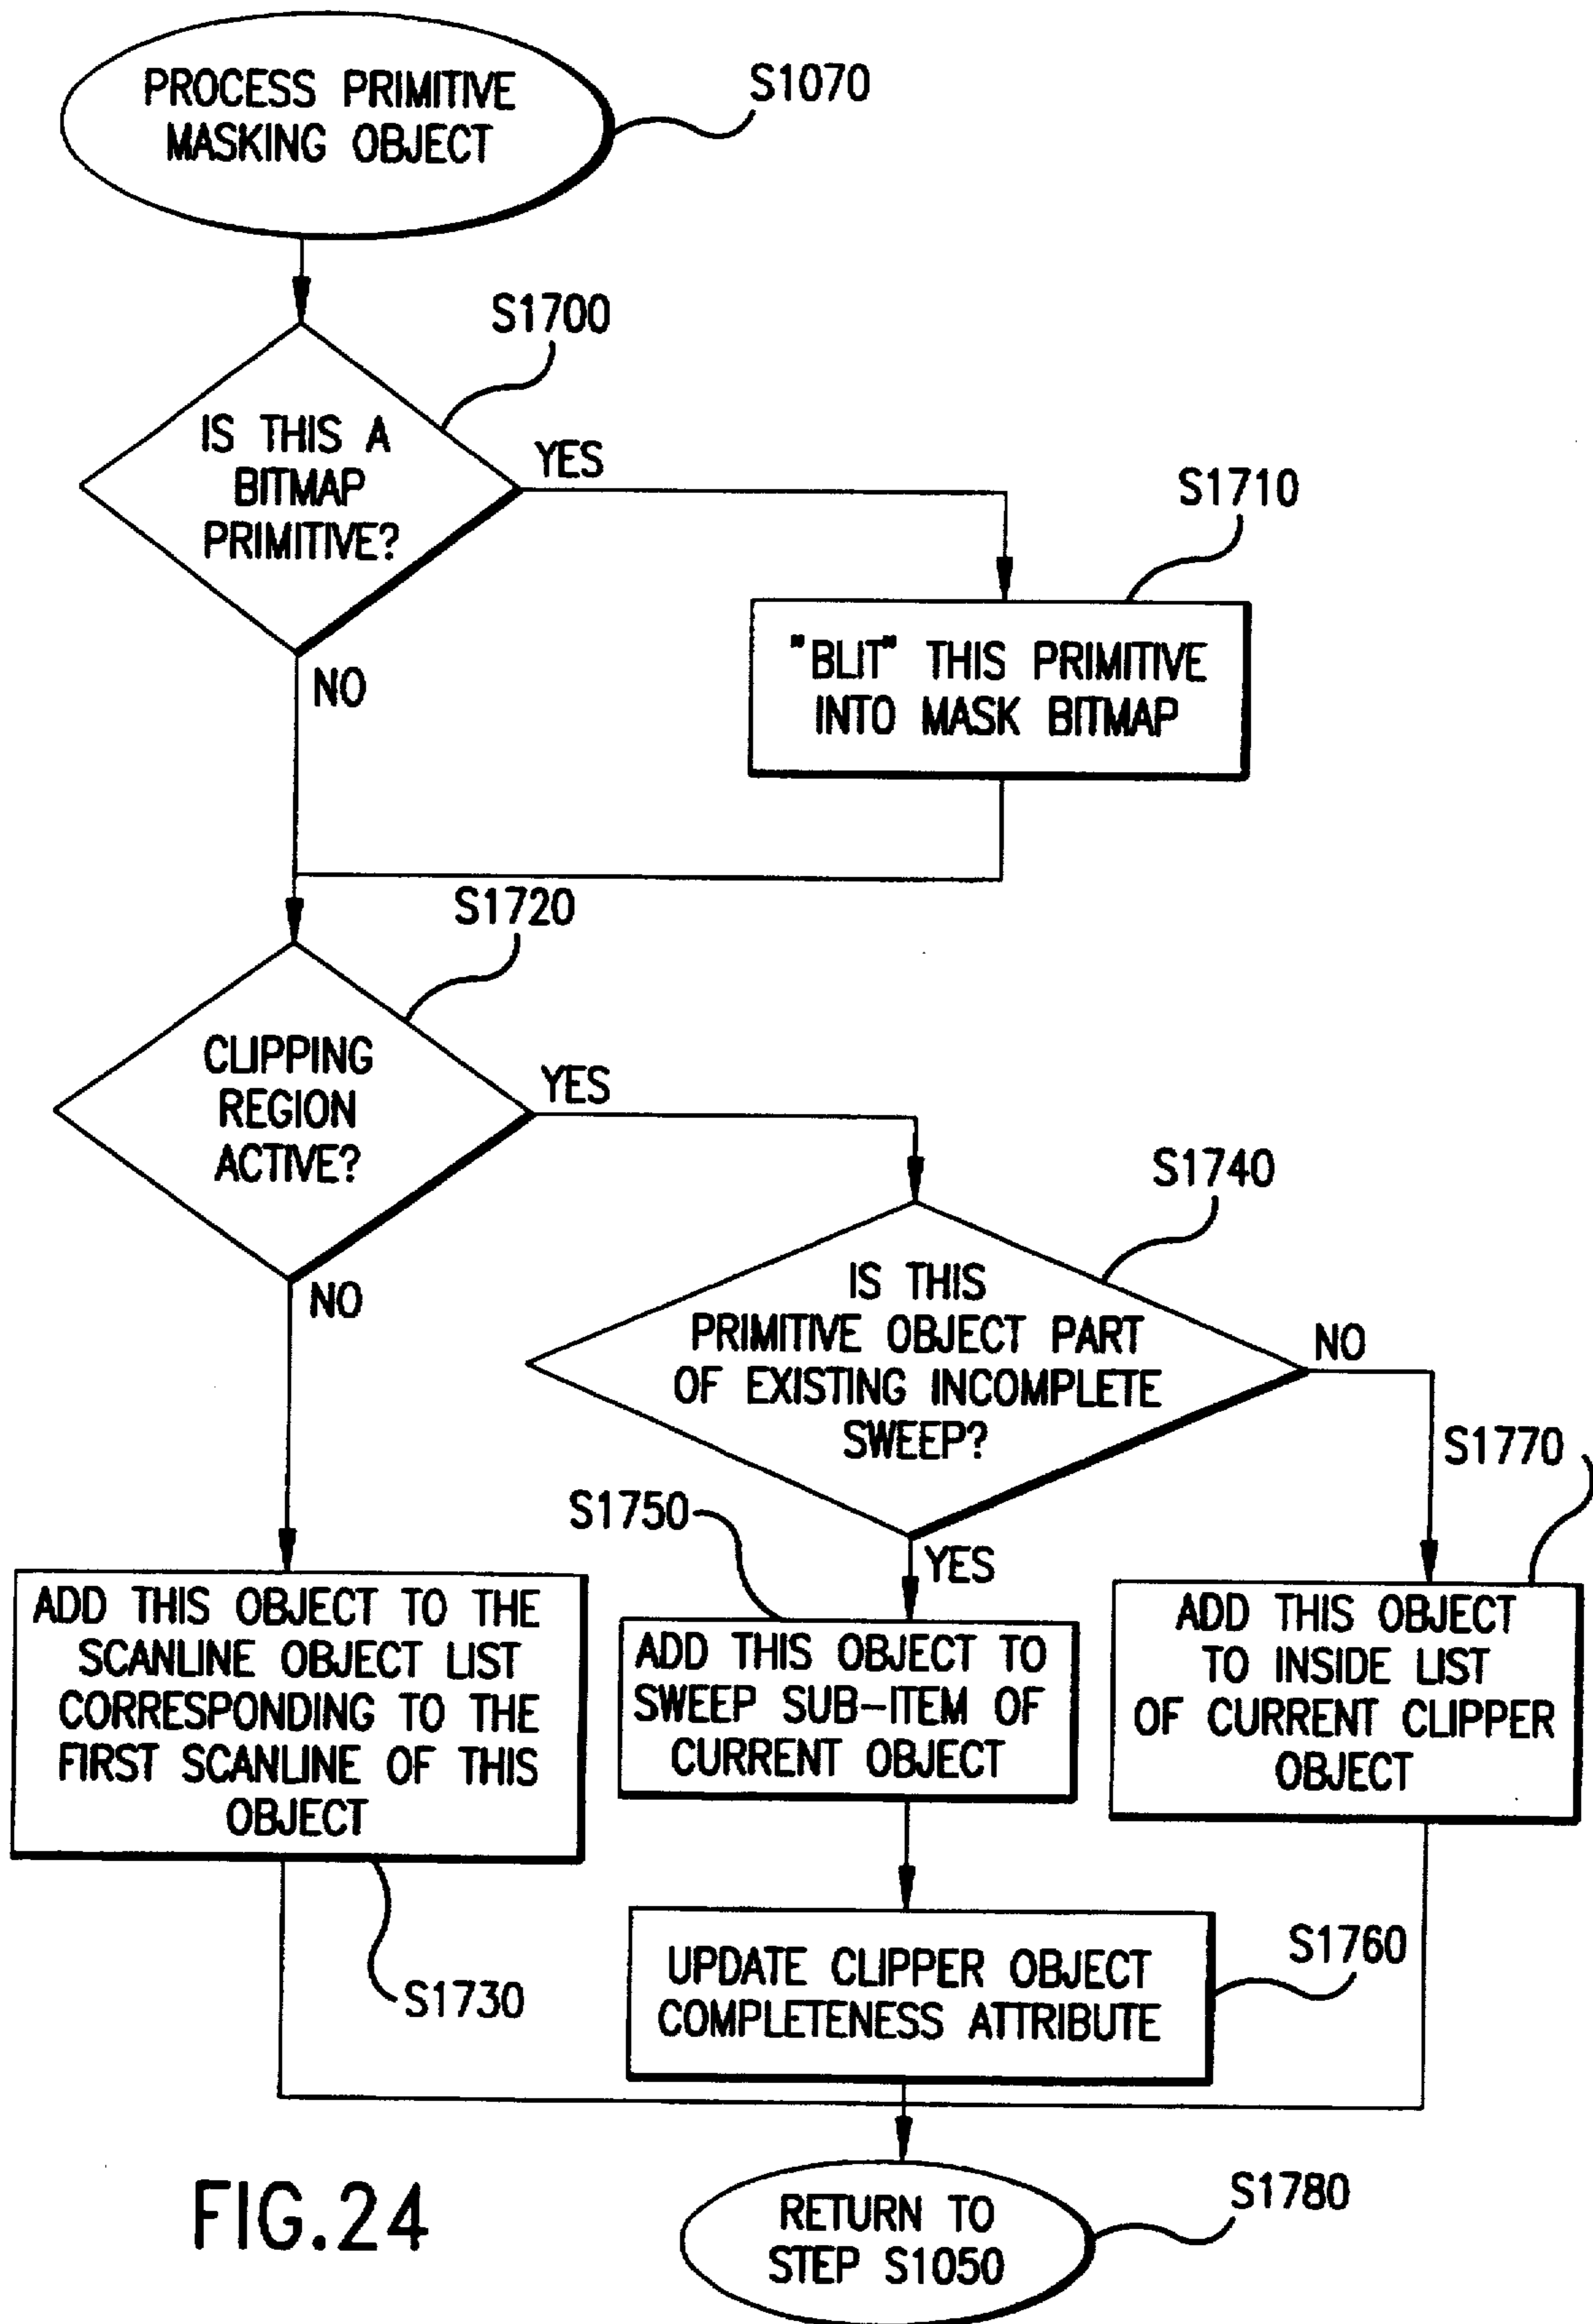 PROCESS PRIMITIVE
MASKING OBJECT
S1070
S1700
IS THIS A
BITMAP
PRIMITIVE?
YES
NO
S1710
"BLIT" THIS PRIMITIVE
INTO MASK BITMAP
S1720
CLIPPING
REGION
ACTIVE?
YES
NO
S1740
IS THIS
PRIMITIVE OBJECT PART
OF EXISTING INCOMPLETE
SWEEP?
NO
YES
S1770
S1750
ADD THIS OBJECT TO THE
SCANLINE OBJECT LIST
CORRESPONDING TO THE
FIRST SCANLINE OF THIS
OBJECT
ADD THIS OBJECT TO
SWEEP SUB-ITEM OF
CURRENT OBJECT
ADD THIS OBJECT
TO INSIDE LIST
OF CURRENT CLIPPER
OBJECT
S1730
UPDATE CLIPPER OBJECT
COMPLETENESS ATTRIBUTE
S1760
FIG.24
RETURN TO
STEP S1050
S1780